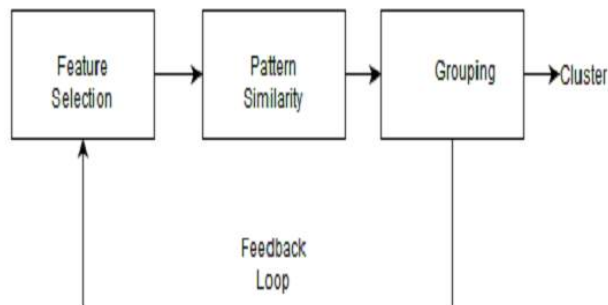 Feature
Selection
Pattern
Similarity
Grouping
Cluster
Feedback
Loop